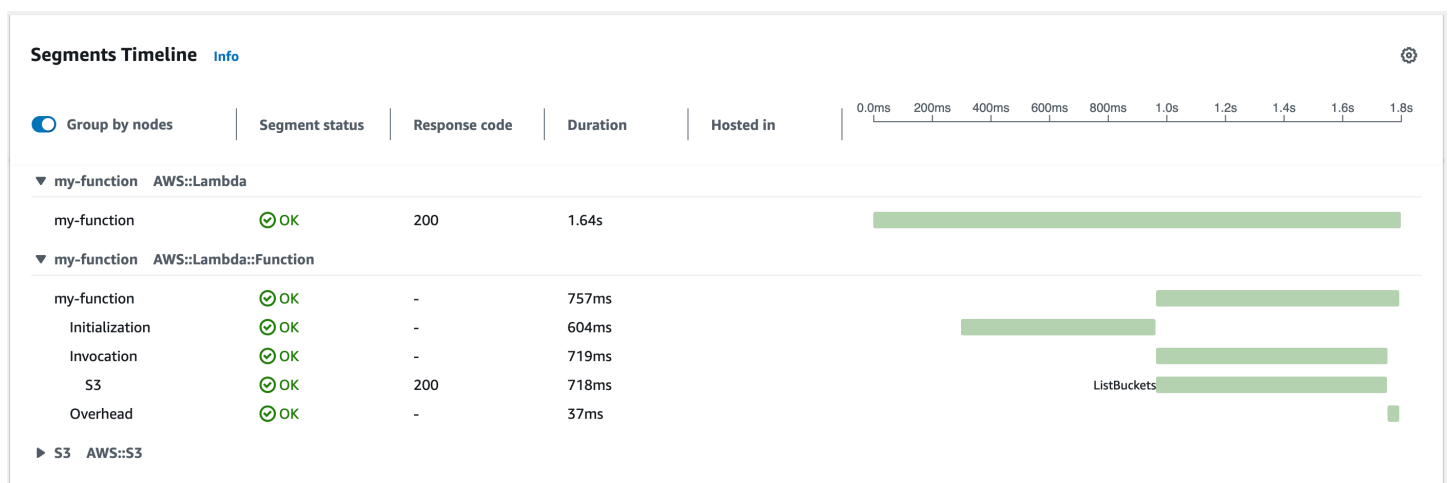 Segments Timeline Info
0.0ms 200ms 400ms 600ms 800ms 1.0s 1.2s 1.4s 1.6s 1.8s
Group by nodes Segment status Response code Duration Hosted in
my-function AWS::Lambda
my-function OK 200 1.64s
my-function AWS::Lambda::Function
my-function OK - 757ms
Initialization OK - 604ms
Invocation OK - 719ms
S3 OK 200 718ms ListBuckets
Overhead OK - 37ms
S3 AWS::S3